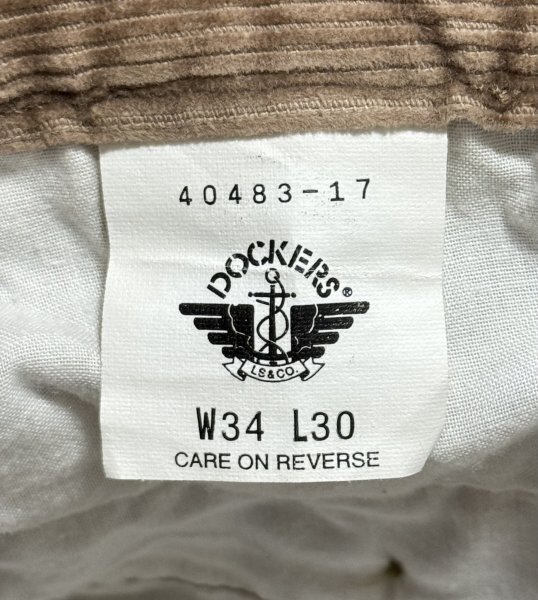 40483-17
DOCKERS®
LS&CO.
W34 L30
CARE ON REVERSE